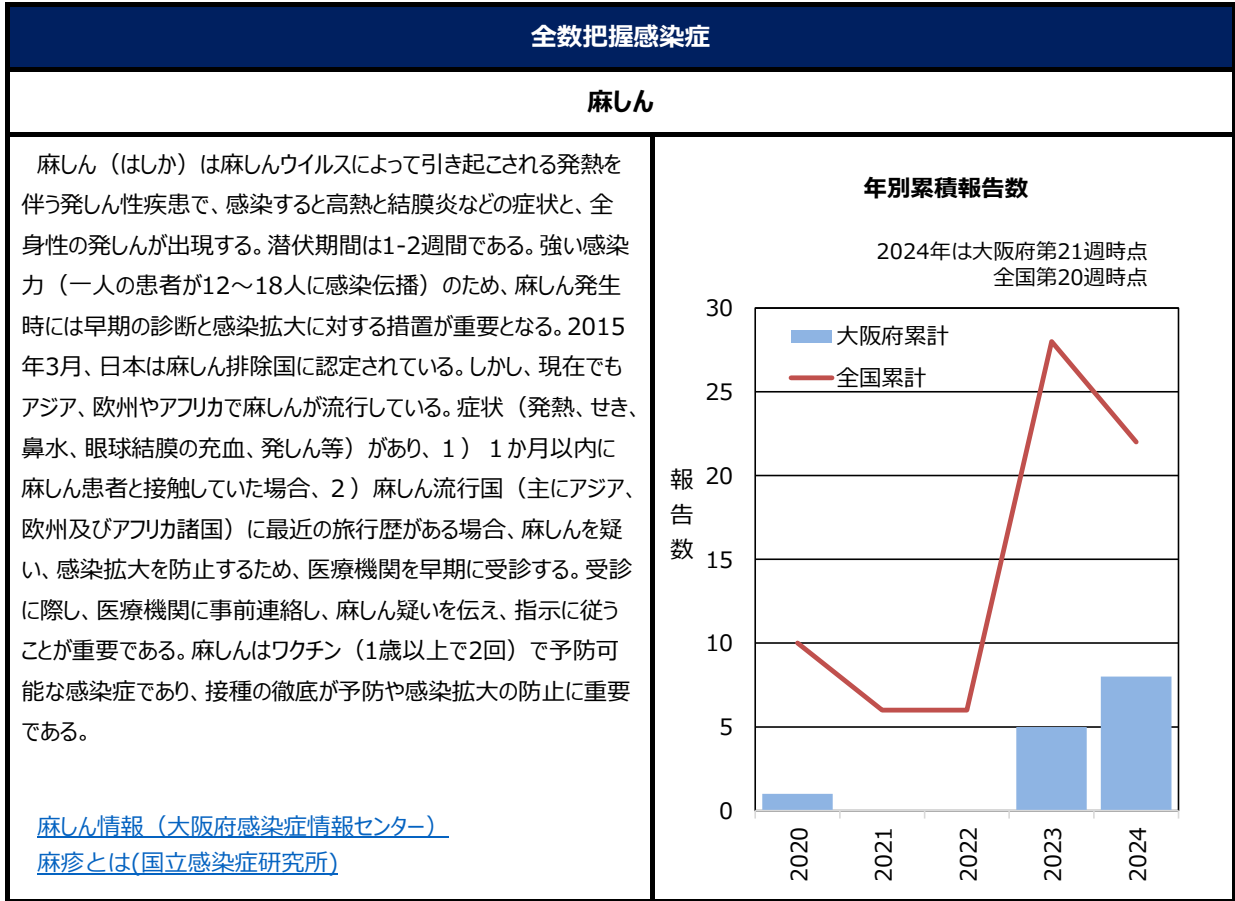 全数把握感染症
麻しん
麻しん（はしか）は麻しんウイルスによって引き起こされる発熱を
伴う発しん性疾患で、感染すると高熱と結膜炎などの症状と、全
身性の発しんが出現する。潜伏期間は1-2週間である。強い感染
力（一人の患者が12～18人に感染伝播）のため、麻しん発生
時には早期の診断と感染拡大に対する措置が重要となる。2015
年3月、日本は麻しん排除国に認定されている。しかし、現在でも
アジア、欧州やアフリカで麻しんが流行している。症状（発熱、せき、
鼻水、眼球結膜の充血、発しん等）があり、１）１か月以内に
麻しん患者と接触していた場合、２）麻しん流行国（主にアジア、
欧州及びアフリカ諸国）に最近の旅行歴がある場合、麻しんを疑
い、感染拡大を防止するため、医療機関を早期に受診する。受診
に際し、医療機関に事前連絡し、麻しん疑いを伝え、指示に従う
ことが重要である。麻しんはワクチン（1歳以上で2回）で予防可
能な感染症であり、接種の徹底が予防や感染拡大の防止に重要
である。
麻しん情報（大阪府感染症情報センター）
麻疹とは(国立感染症研究所)
年別累積報告数
2024年は大阪府第21週時点
全国第20週時点
大阪府累計
全国累計
報告数
30
25
20
15
10
5
0
2020
2021
2022
2023
2024